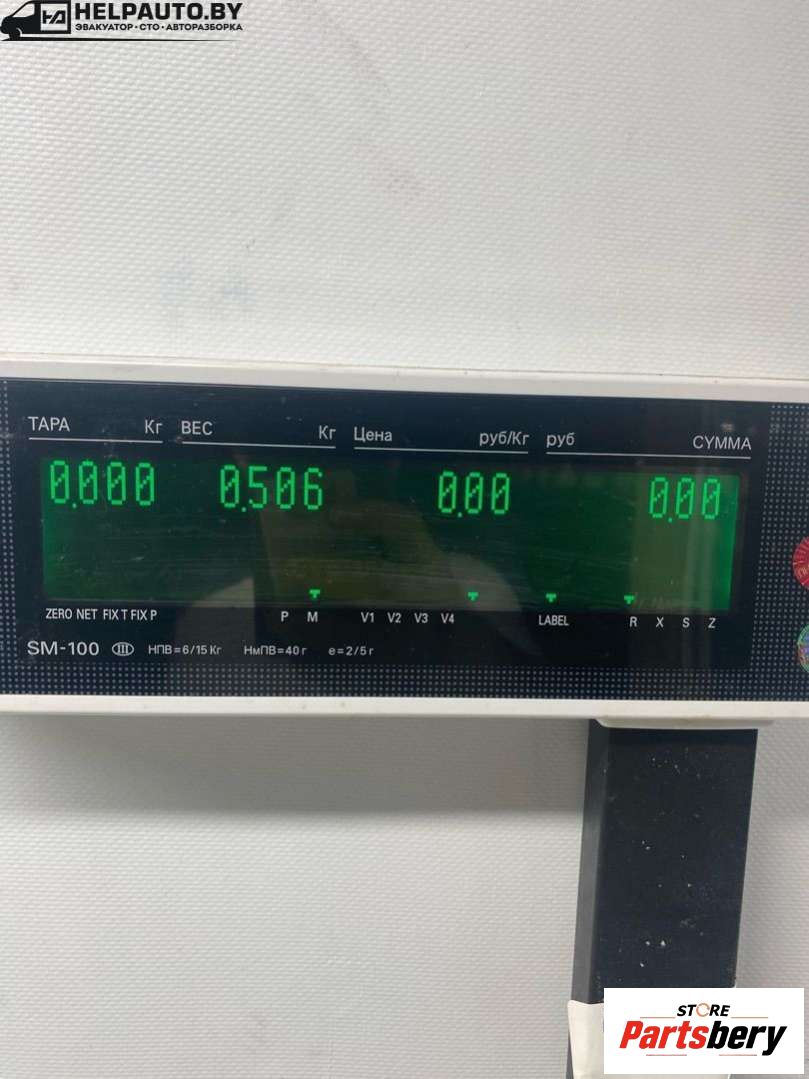 HELPAUTO.BY
ЭВАКУАТОР • СТО • АВТОРАЗБОРКА
ТАРА Кг ВЕС Кг Цена руб/Кг руб СУММА
0.000 0.506 0.00 0.00
ZERO NET FIX T FIX P P M V1 V2 V3 V4 LABEL R X S Z
SM-100 III НПВ=6/15 Кг НмПВ=40 г е=2/5 г
STORE
Partsbery